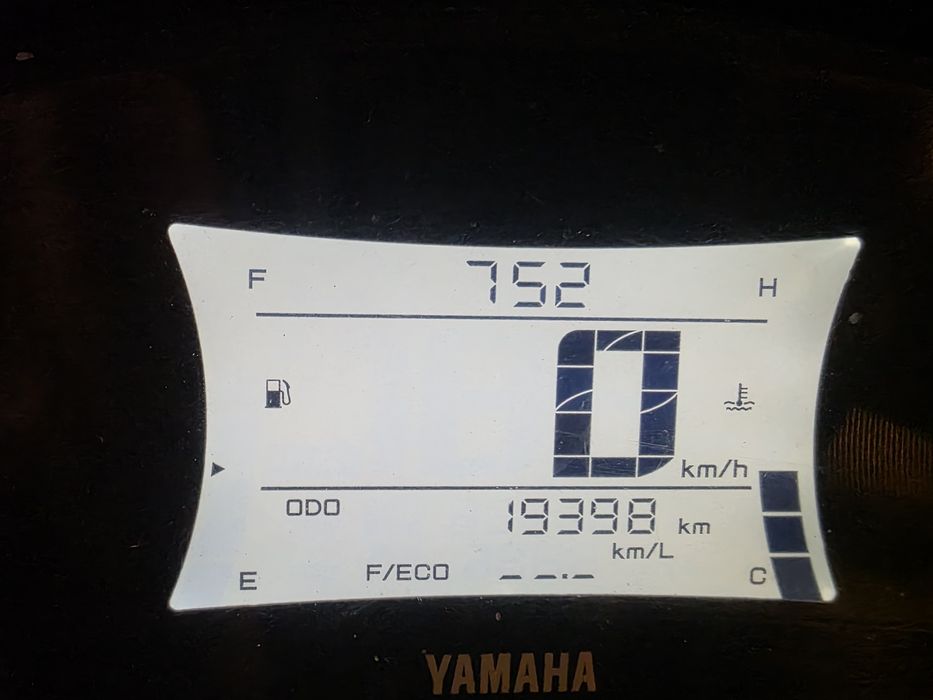 F 752 H
0 km/h
ODO 19398 km
km/L
E F/ECO --.- C
YAMAHA